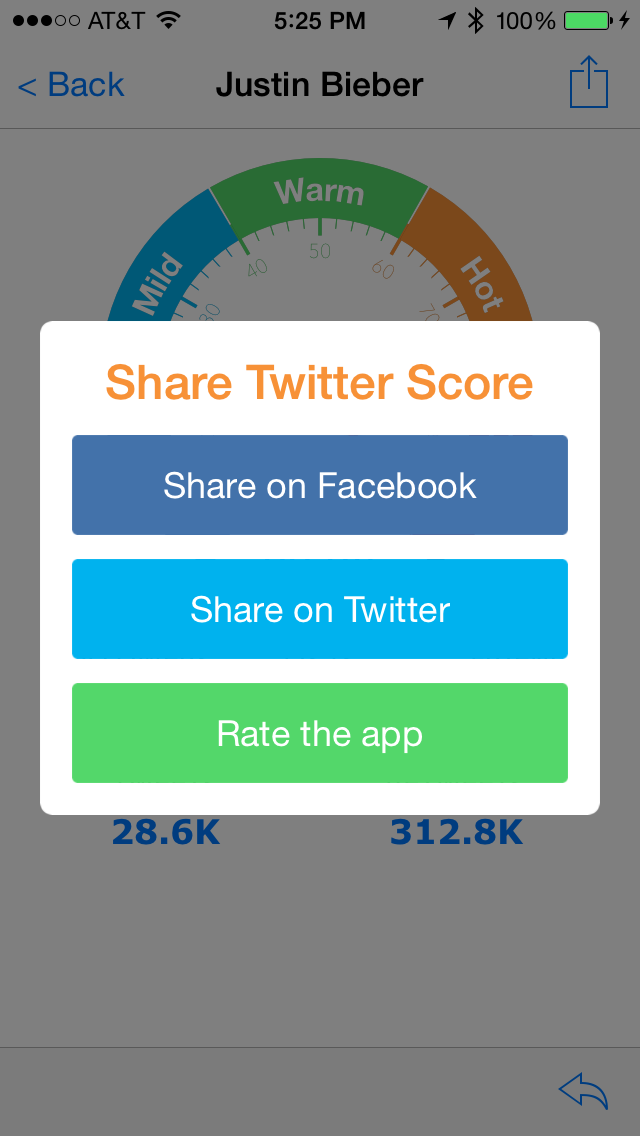 AT&T 5:25 PM 100%
< Back Justin Bieber
Warm
Mild
Hot
40 50 60
30 70
Share Twitter Score
Share on Facebook
Share on Twitter
Rate the app
28.6K 312.8K